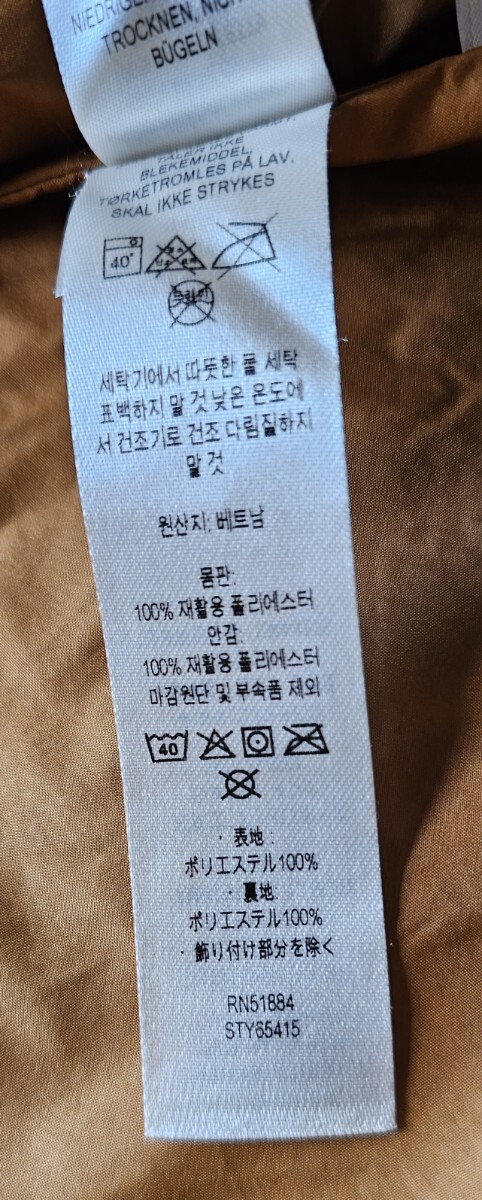 TROCKNEN, NICH
BÜGELN
BLEKEMIDDEL,
TØRKETROMLES PÅ LAV.
SKAL IKKE STRYKES
40°
세탁기에서 따뜻한 물 세탁
표백하지 말 것 낮은 온도에
서 건조기로 건조 다림질하지
말 것
원산지: 베트남
몸판:
100% 재활용 폴리에스터
안감:
100% 재활용 폴리에스터
마감원단 및 부속품 제외
40
・表地:
ポリエステル100%
・裏地
ポリエステル100%
・飾り付け部分を除く
RN51884
STY65415